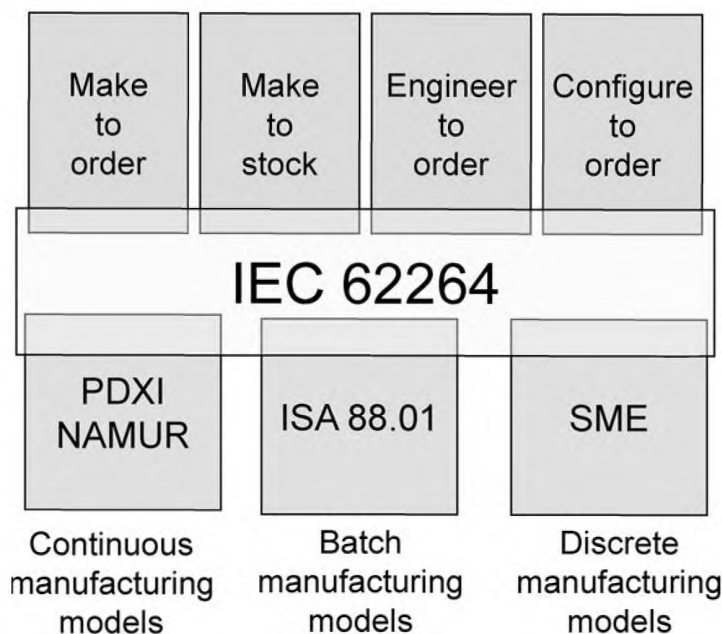 Make
to
order
Make
to
stock
Engineer
to
order
Configure
to
order
IEC 62264
PDXI
NAMUR
ISA 88.01
SME
Continuous
manufacturing
models
Batch
manufacturing
models
Discrete
manufacturing
models